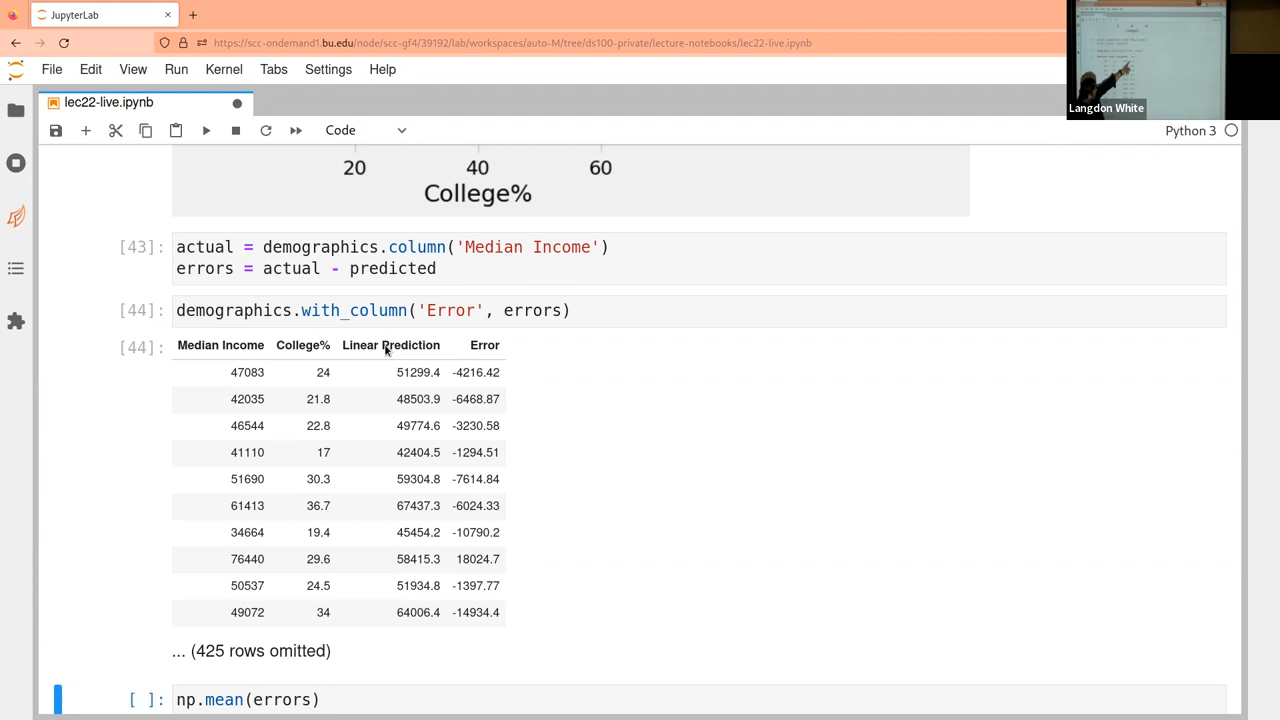 JupyterLab
https://scc-ondemand1.bu.edu/node/scc-gf4/39192/lab/workspaces/auto-M/tree/ds100-private/lecture-notebooks/lec22-live.ipynb
Langdon White
File Edit View Run Kernel Tabs Settings Help
lec22-live.ipynb
Code
Python 3
20 40 60
College%
[43]: actual = demographics.column('Median Income')
errors = actual - predicted
[44]: demographics.with_column('Error', errors)
[44]: Median Income College% Linear Prediction Error
47083 24 51299.4 -4216.42
42035 21.8 48503.9 -6468.87
46544 22.8 49774.6 -3230.58
41110 17 42404.5 -1294.51
51690 30.3 59304.8 -7614.84
61413 36.7 67437.3 -6024.33
34664 19.4 45454.2 -10790.2
76440 29.6 58415.3 18024.7
50537 24.5 51934.8 -1397.77
49072 34 64006.4 -14934.4
... (425 rows omitted)
[ ]: np.mean(errors)